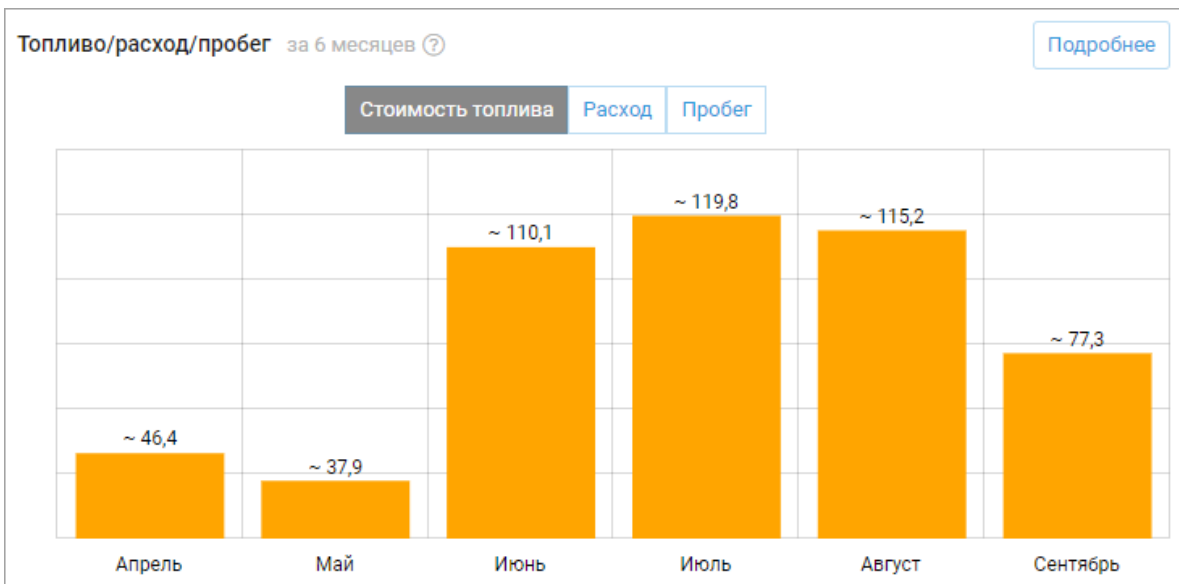 Топливо/расход/пробег за 6 месяцев ? Подробнее
Стоимость топлива Расход Пробег
~ 119,8
~ 115,2
~ 110,1
~ 77,3
~ 46,4
~ 37,9
Апрель Май Июнь Июль Август Сентябрь